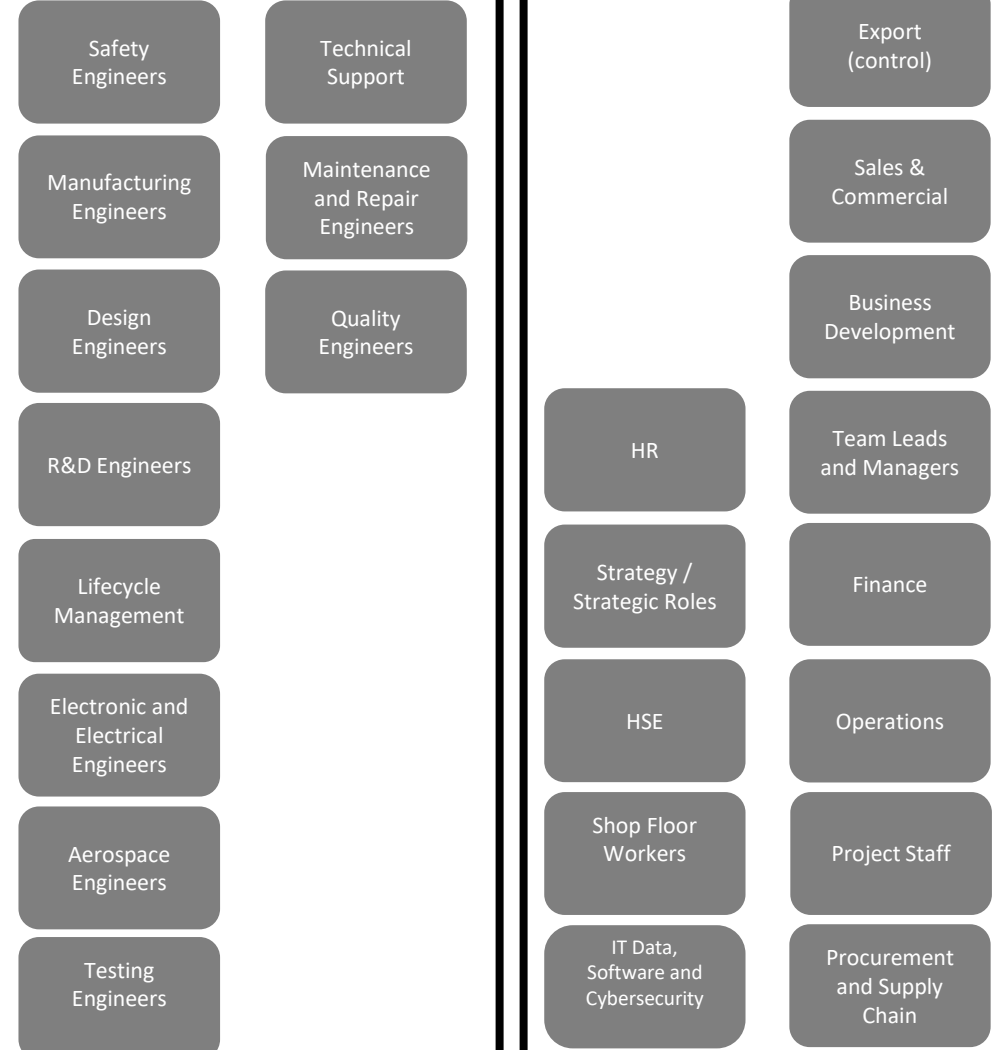 Safety
Engineers
Manufacturing
Engineers
Design
Engineers
R&D Engineers
Lifecycle
Management
Electronic and
Electrical
Engineers
Aerospace
Engineers
Testing
Engineers
Technical
Support
Maintenance
and Repair
Engineers
Quality
Engineers
HR
Strategy /
Strategic Roles
HSE
Shop Floor
Workers
IT Data,
Software and
Cybersecurity
Export
(control)
Sales &
Commercial
Business
Development
Team Leads
and Managers
Finance
Operations
Project Staff
Procurement
and Supply
Chain